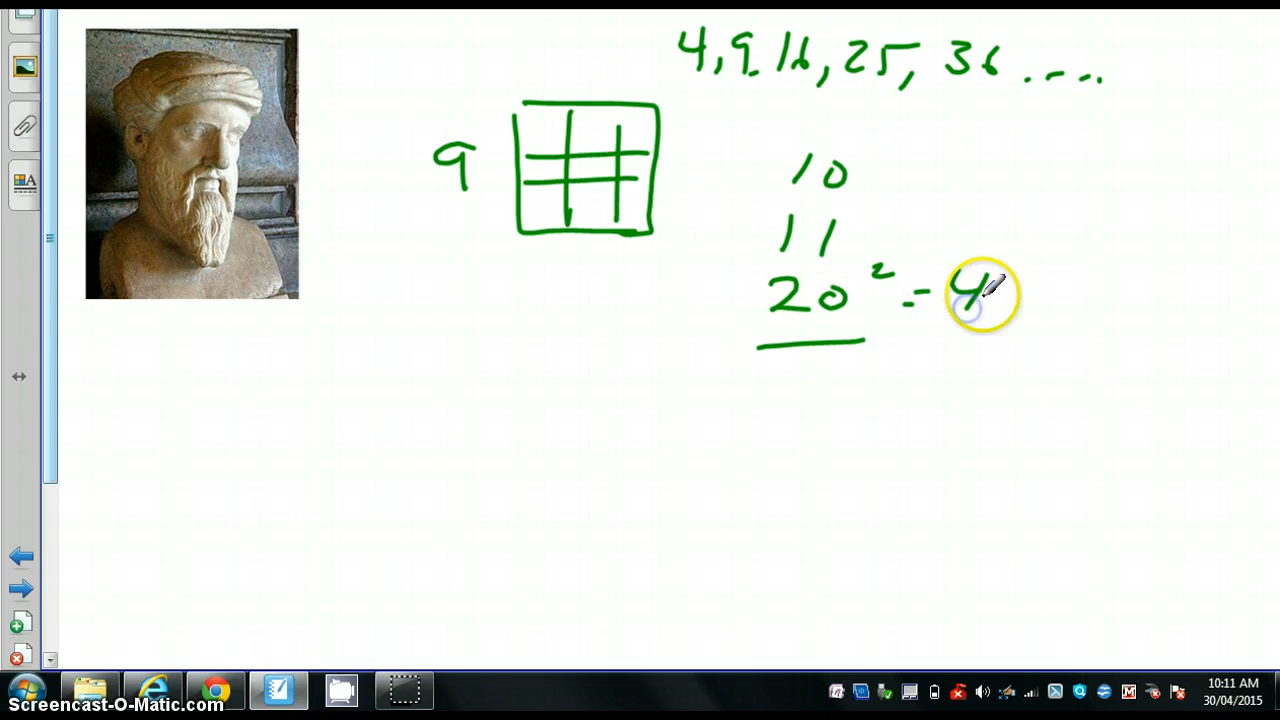 4, 9, 16, 25, 36 ....
9
10
11
20² = 4
10:11 AM
30/04/2015
Screencast-O-Matic.com